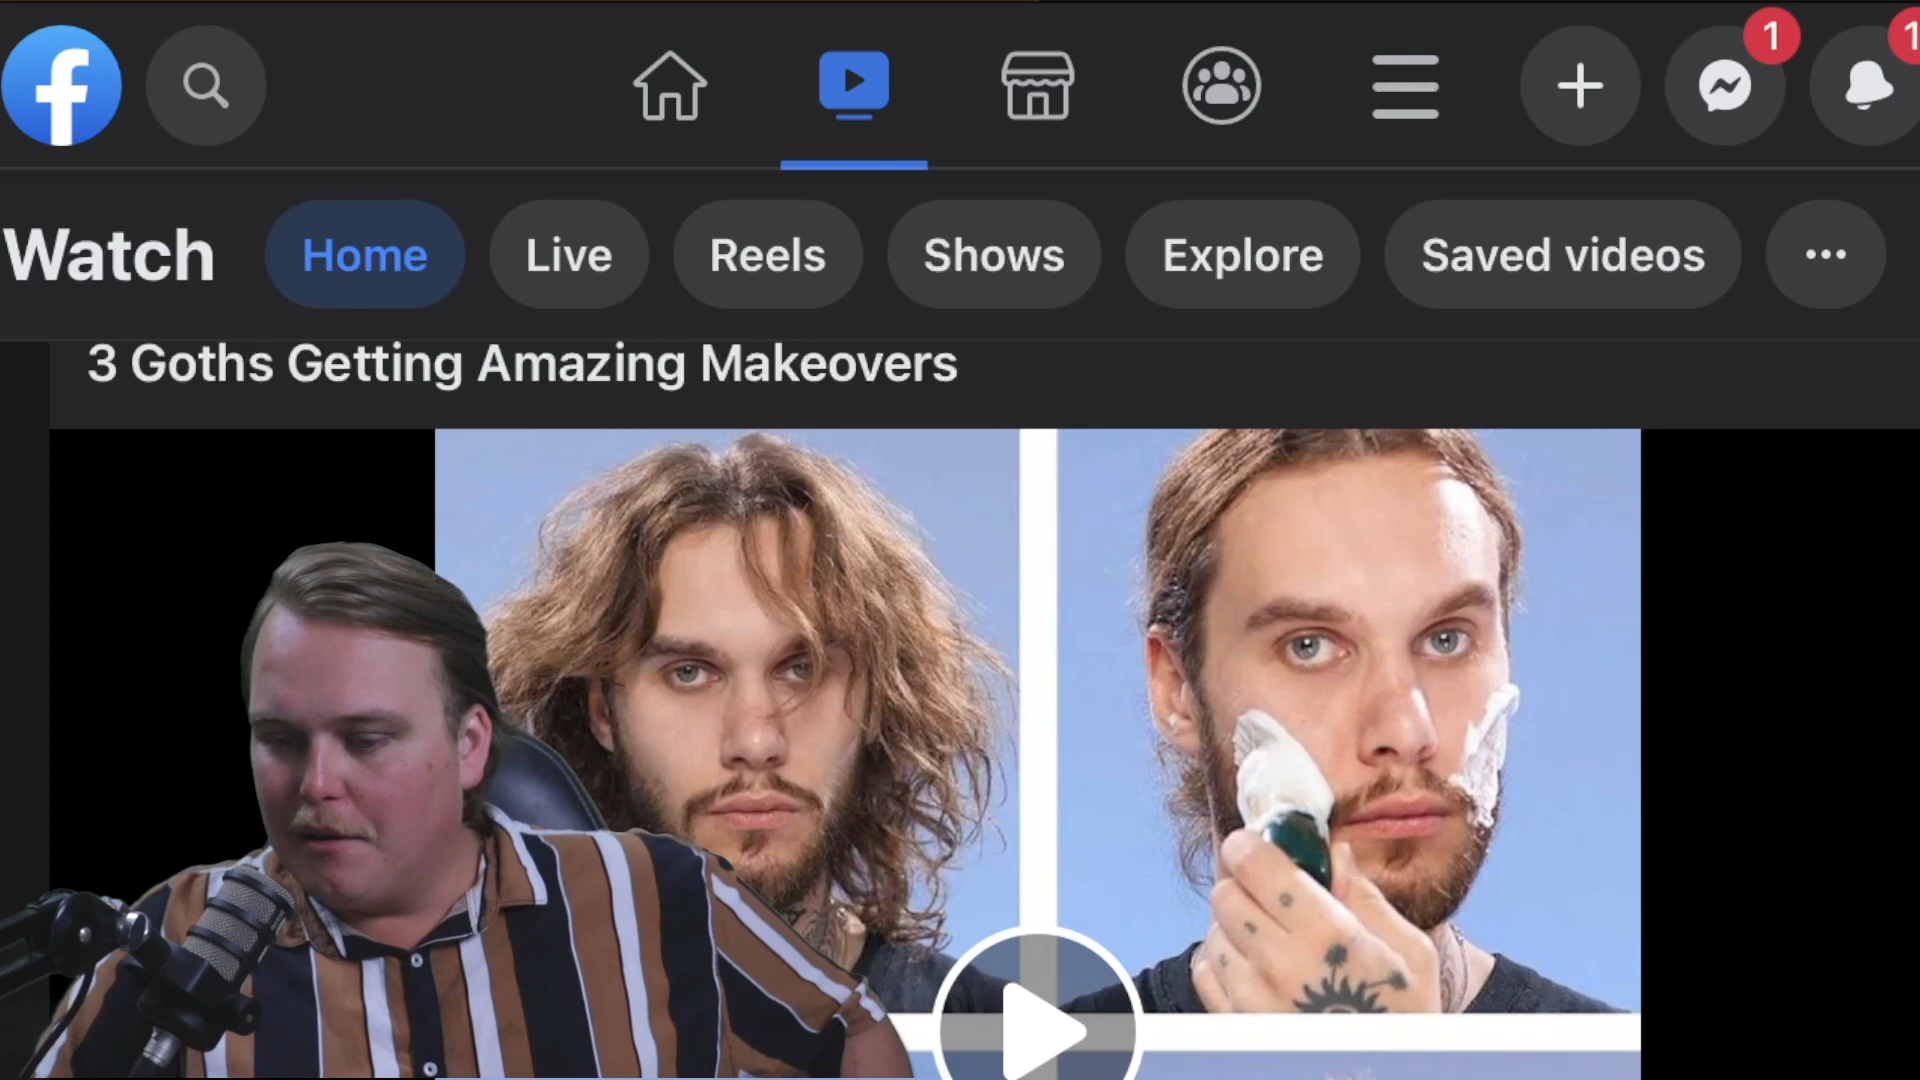 1
1
Watch
Home
Live
Reels
Shows
Explore
Saved videos
3 Goths Getting Amazing Makeovers